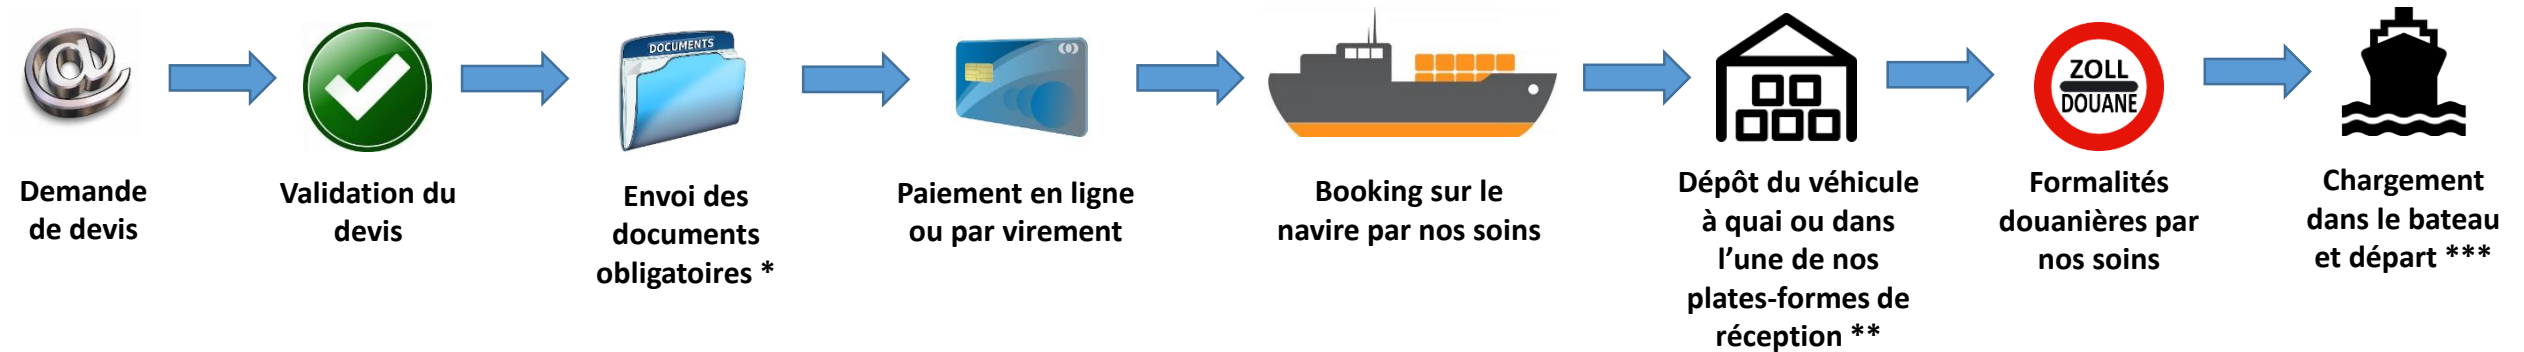 DOCUMENTS
ZOLL
DOUANE
Demande
de devis
Validation du
devis
Envoi des
documents
obligatoires *
Paiement en ligne
ou par virement
Booking sur le
navire par nos soins
Dépôt du véhicule
à quai ou dans
l’une de nos
plates-formes de
réception **
Formalités
douanières par
nos soins
Chargement
dans le bateau
et départ ***